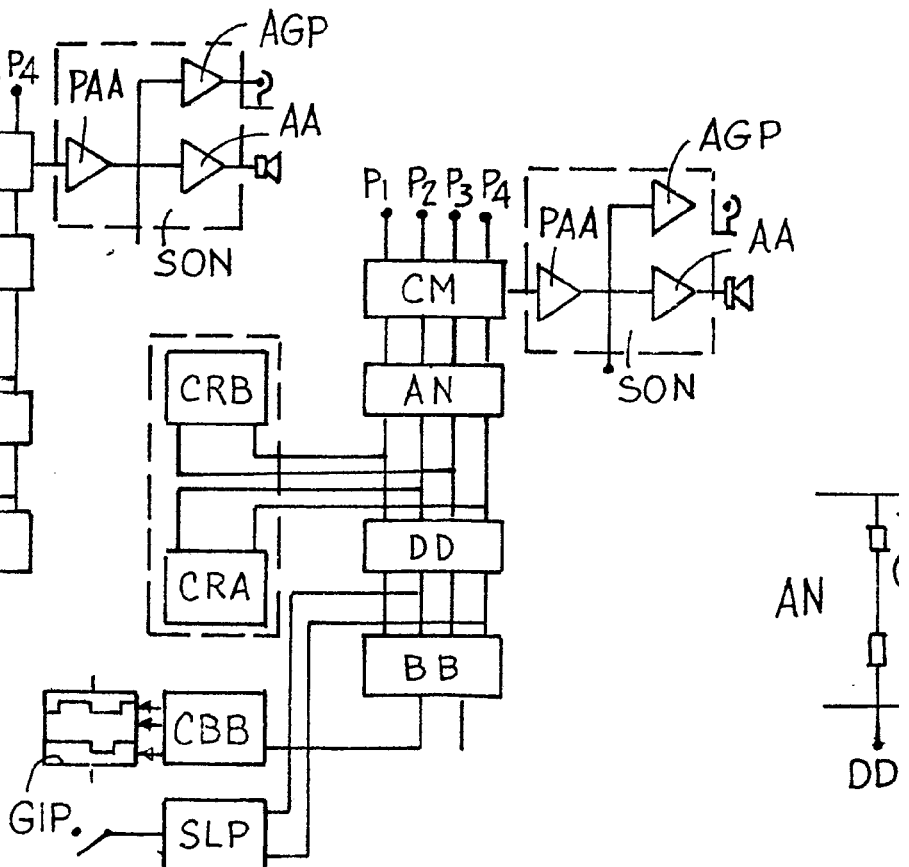 AGP
P4
PAA
AA
SON
AGP
P1 P2 P3 P4
PAA
AA
CM
SON
CRB
AN
DD
CRA
AN
BB
CBB
DD
GIP
SLP